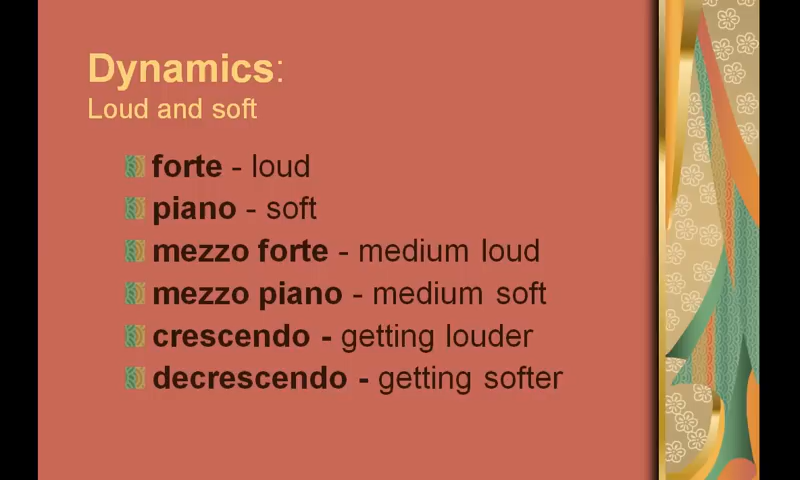 Dynamics:
Loud and soft
forte - loud
piano - soft
mezzo forte - medium loud
mezzo piano - medium soft
crescendo - getting louder
decrescendo - getting softer